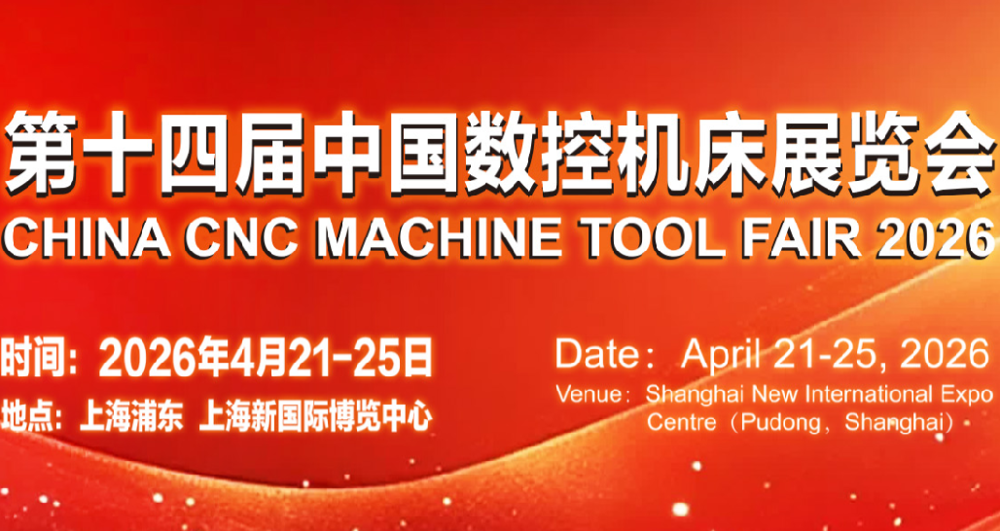 第十四届中国数控机床展览会
CHINA CNC MACHINE TOOL FAIR 2026
时间：2026年4月21-25日
地点：上海浦东 上海新国际博览中心
Date：April 21-25, 2026
Venue：Shanghai New International Expo
Centre（Pudong，Shanghai）